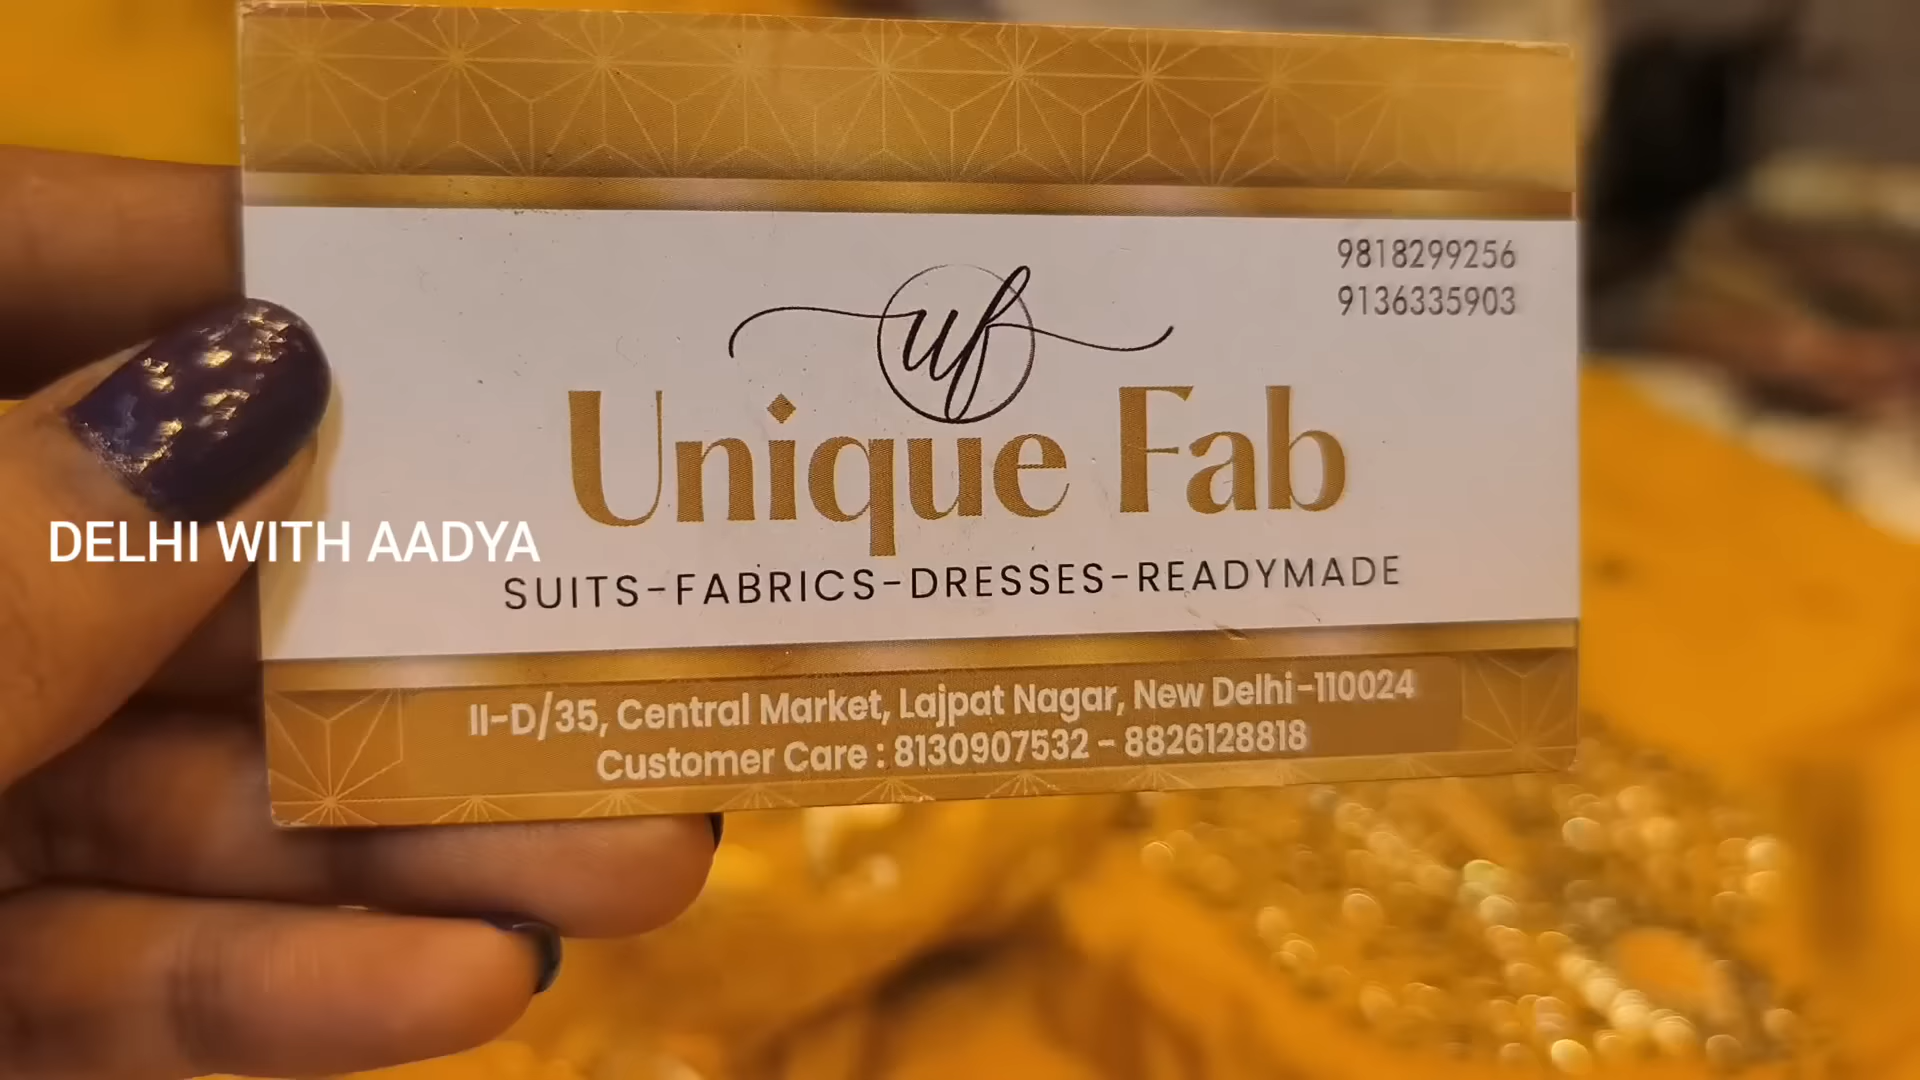 9818299256
9136335903
uf
Unique Fab
DELHI WITH AADYA
SUITS-FABRICS-DRESSES-READYMADE
II-D/35, Central Market, Lajpat Nagar, New Delhi-110024
Customer Care : 8130907532 - 8826128818